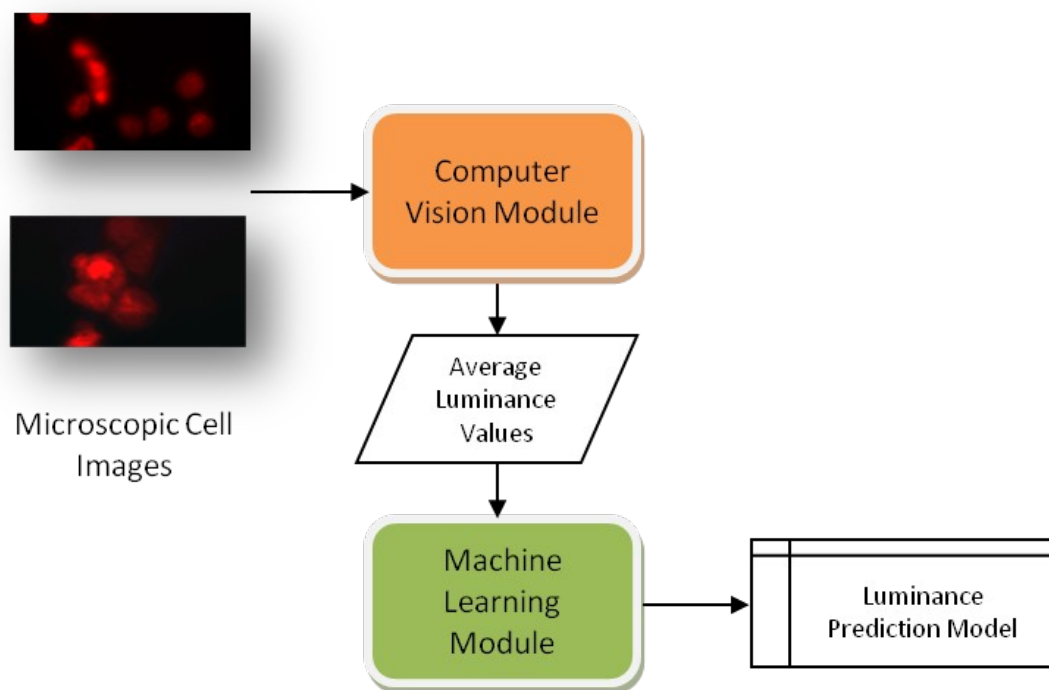 Computer
Vision Module
Average
Luminance
Values
Microscopic Cell
Images
Machine
Learning
Module
Luminance
Prediction Model